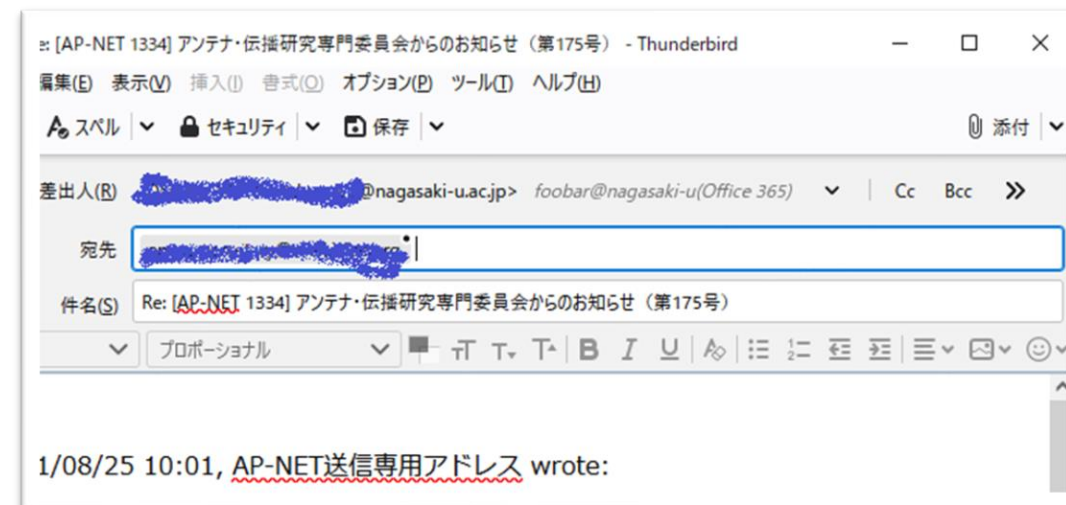 e: [AP-NET 1334] アンテナ・伝播研究専門委員会からのお知らせ（第175号） - Thunderbird
編集(E) 表示(V) 挿入(I) 書式(O) オプション(P) ツール(T) ヘルプ(H)
スペル セキュリティ 保存 添付
差出人(R) @nagasaki-u.ac.jp> foobar@nagasaki-u(Office 365) Cc Bcc
宛先
件名(S) Re: [AP-NET 1334] アンテナ・伝播研究専門委員会からのお知らせ（第175号）
プロポーショナル B I U
1/08/25 10:01, AP-NET送信専用アドレス wrote: